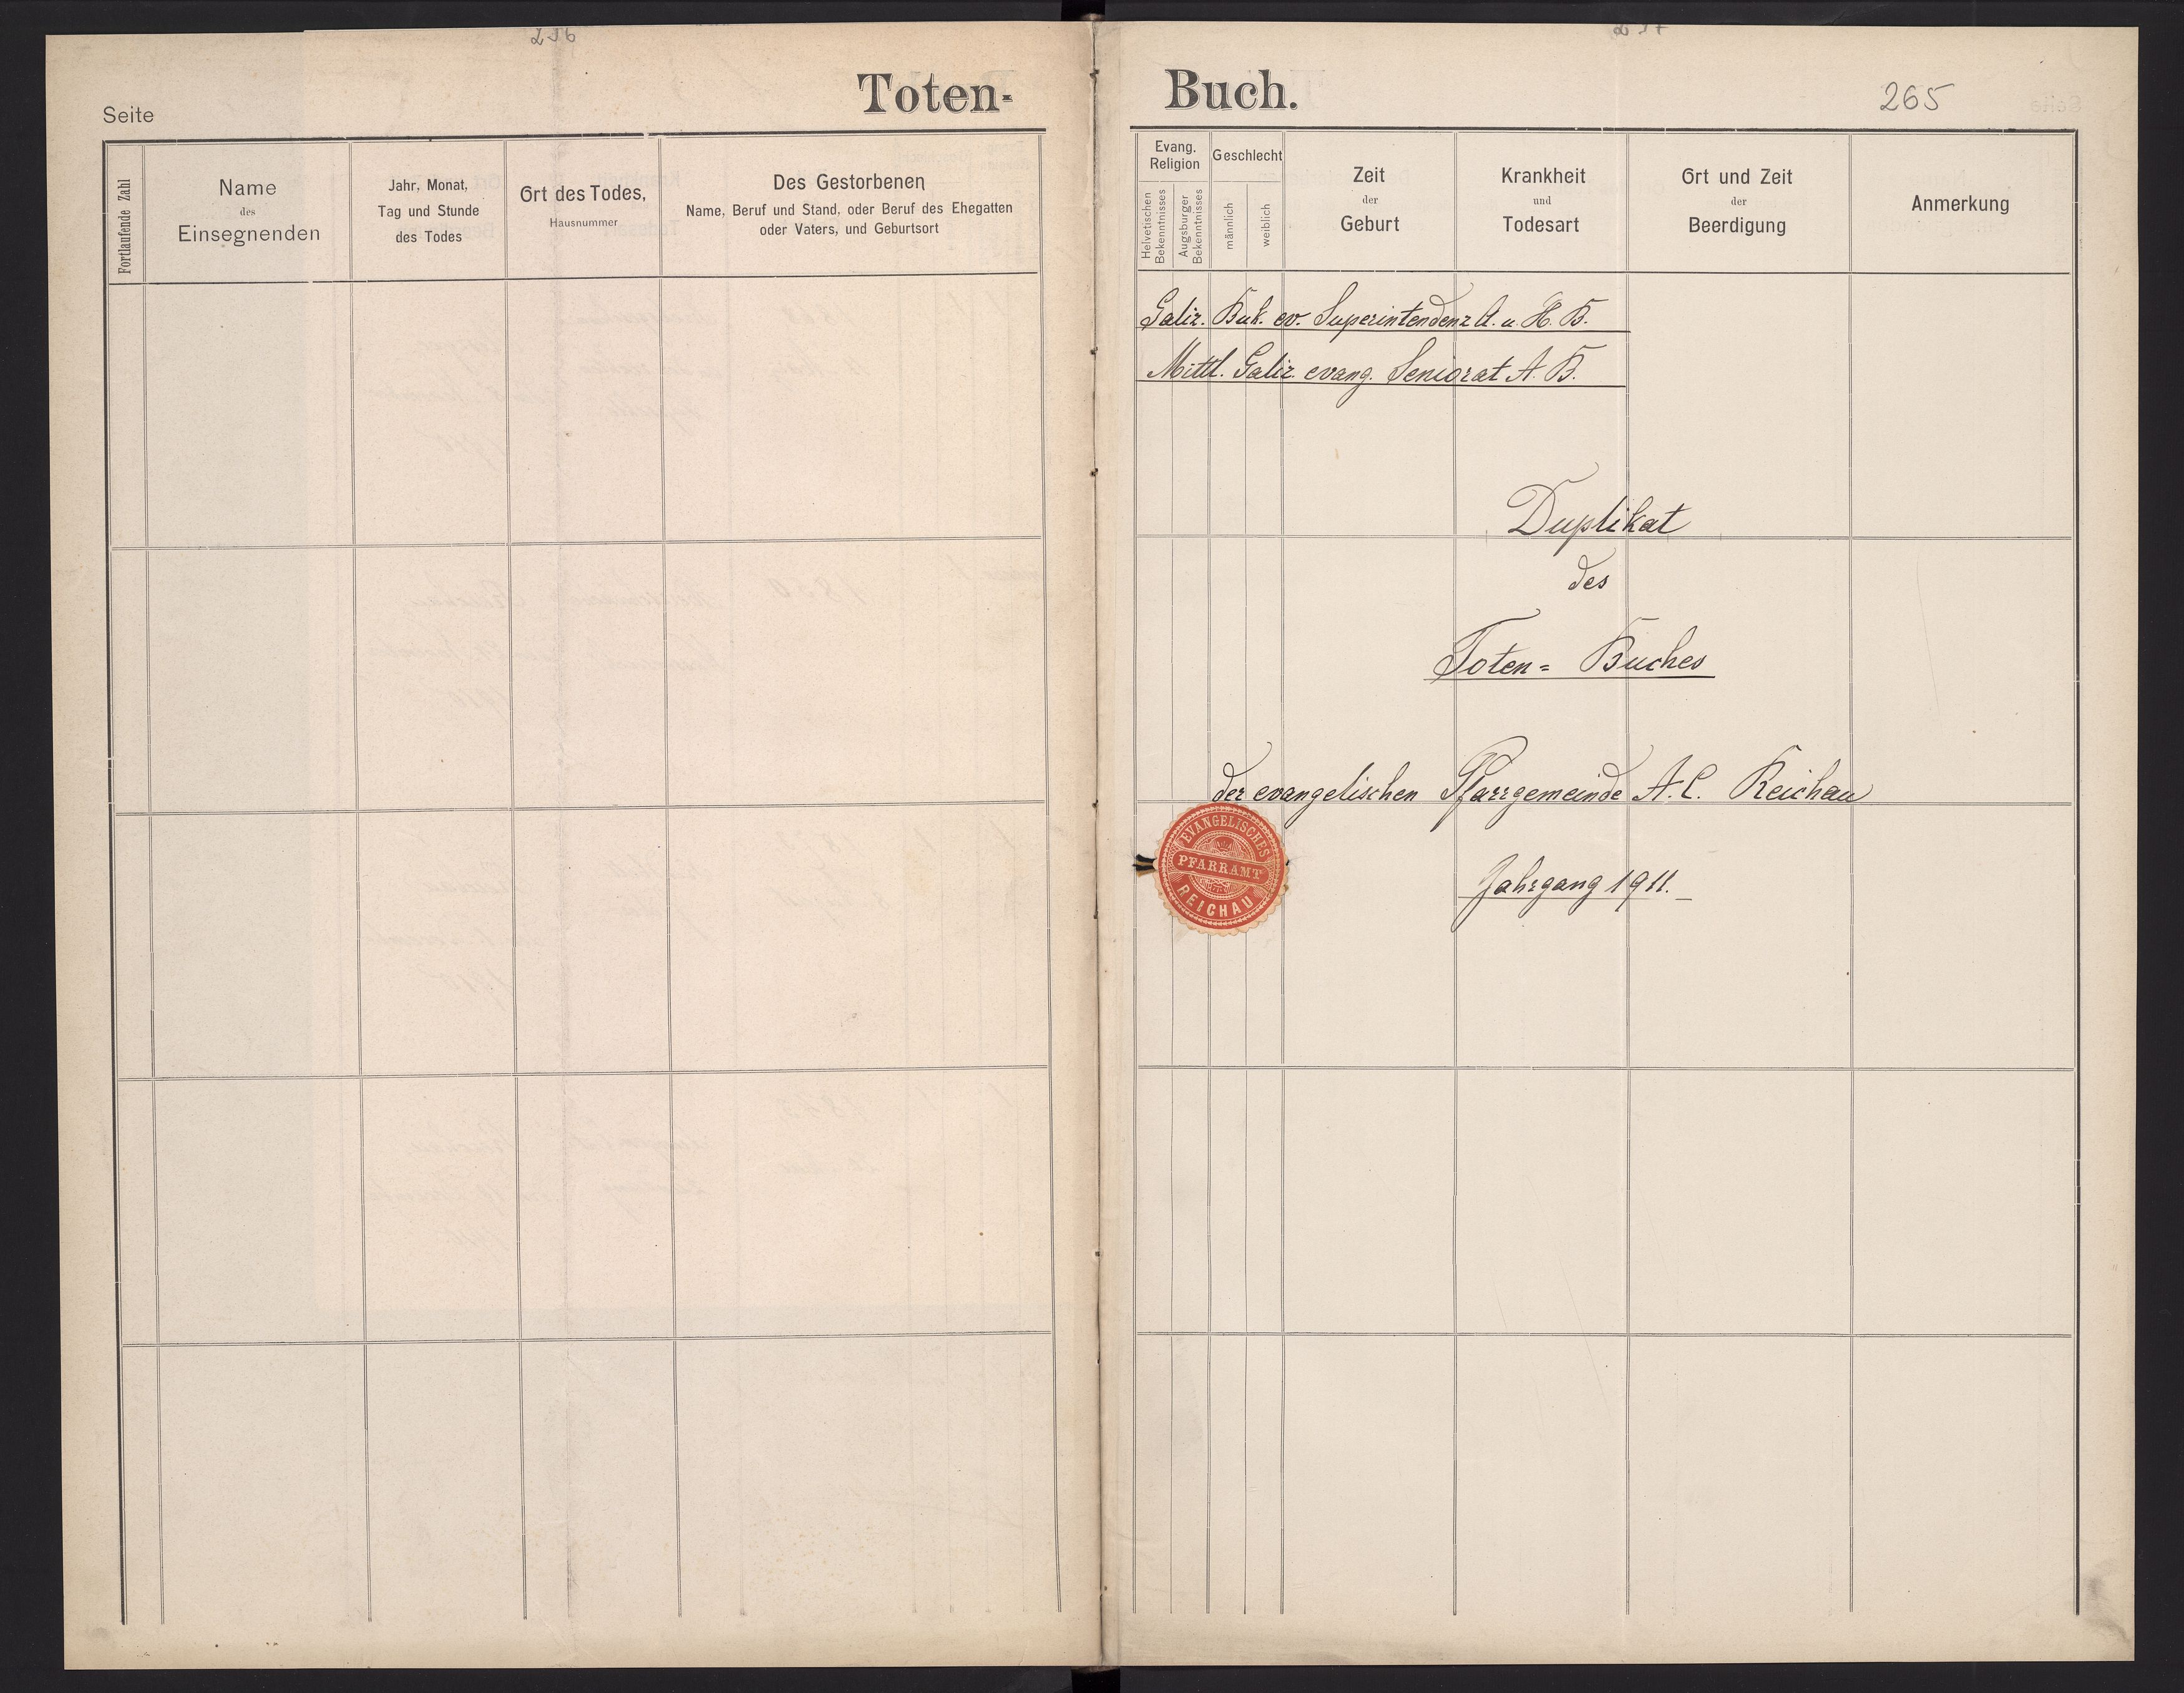 236
Seite
Toten-
Fortlaufende Zahl
Name
des
Einsegnenden
Jahr, Monat,
Tag und Stunde
des Todes
Ort des Todes,
Hausnummer
Des Gestorbenen
Name, Beruf und Stand, oder Beruf des Ehegatten
oder Vaters, und Geburtsort
Buch.
265
Evang.
Religion
Helvetischen
Bekenntnisses
Augsburger
Bekenntnisses
Geschlecht
männlich
weiblich
Zeit
der
Geburt
Krankheit
und
Todesart
Ort und Zeit
der
Beerdigung
Anmerkung
Galiz. Buk. ev. Superintendenz A. u. H. B.
Mittl. Galiz. evang. Seniorat A. B.
Duplikat
des
Toten= Buches
der evangelischen Pfarrgemeinde A. C. Reichau
EVANGELISCHES
PFARRAMT
REICHAU
Jahrgang 1911. _